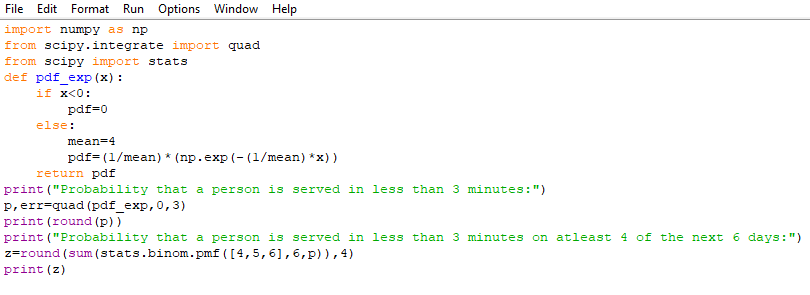 File Edit Format Run Options Window Help
import numpy as np
from scipy.integrate import quad
from scipy import stats
def pdf_exp(x):
    if x<0:
        pdf=0
    else:
        mean=4
        pdf=(1/mean)*(np.exp(-(1/mean)*x))
    return pdf
print("Probability that a person is served in less than 3 minutes:")
p,err=quad(pdf_exp,0,3)
print(round(p))
print("Probability that a person is served in less than 3 minutes on atleast 4 of the next 6 days:")
z=round(sum(stats.binom.pmf([4,5,6],6,p)),4)
print(z)